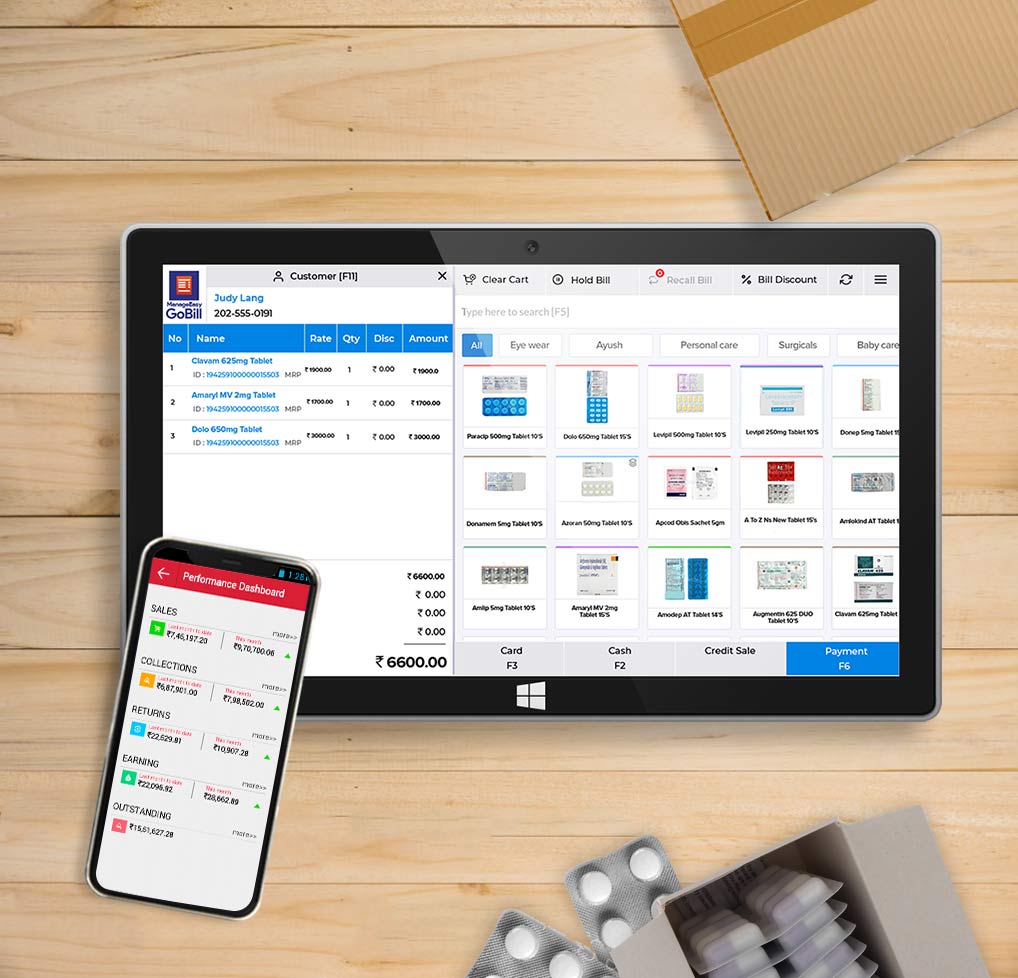 ManageEasy
GoBill
Customer [F11]
Judy Lang
202-555-0191
No Name Rate Qty Disc Amount
1 Clavam 625mg Tablet
ID : 194259100000015503 MRP ₹ 1900.00 1 ₹ 0.00 ₹ 1900.0
2 Amaryl MV 2mg Tablet
ID : 194259100000015503 MRP ₹ 1700.00 1 ₹ 0.00 ₹ 1700.00
3 Dolo 650mg Tablet
ID : 194259100000015503 MRP ₹ 3000.00 1 ₹ 0.00 ₹ 3000.00
₹ 6600.00
₹ 0.00
₹ 0.00
₹ 0.00
₹ 6600.00
Clear Cart Hold Bill 0 Recall Bill % Bill Discount
Type here to search [F5]
All Eye wear Ayush Personal care Surgicals Baby care
Paracip 500mg Tablet 10'S Dolo 650mg Tablet 15'S Levipil 500mg Tablet 10'S Levipil 250mg Tablet 10'S Donep 5mg Tablet 15
Donamem 5mg Tablet 10'S Azoran 50mg Tablet 10'S Apcod Obis Sachet 5gm A To Z Ns New Tablet 15's Amlokind AT Tablet 1
Amlip 5mg Tablet 10'S Amaryl MV 2mg Tablet 15's Amodep AT Tablet 14'S Augmentin 625 DUO Tablet 10'S Clavam 625mg Tablet
Card Cash Credit Sale Payment
F3 F2 F6
1:28
Performance Dashboard
SALES
more>>
Last month to date This month
₹7,46,197.20 ₹9,70,700.06
COLLECTIONS
more>>
Last month to date This month
₹6,87,901.00 ₹7,98,502.00
RETURNS
more>>
Last month to date This month
₹22,629.81 ₹10,907.28
EARNING
more>>
Last month to date This month
₹22,096.92 ₹28,662.89
OUTSTANDING
more>>
₹15,51,627.28